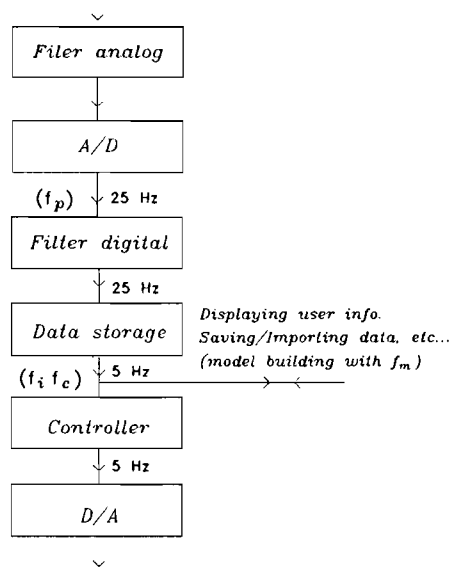 Filer analog
A/D
(f_p) 25 Hz
Filter digital
25 Hz
Data storage
Displaying user info.
Saving/Importing data, etc...
(model building with f_m)
(f_i f_c) 5 Hz
Controller
5 Hz
D/A